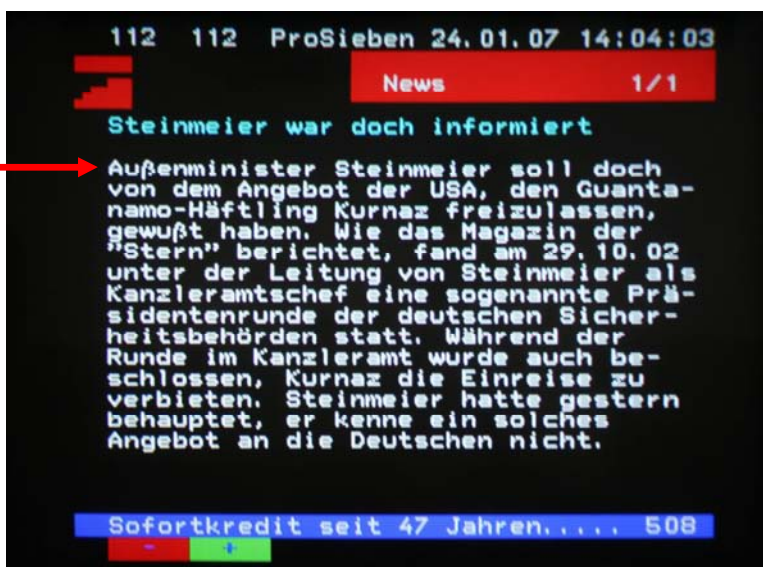 112 112 ProSieben 24.01.07 14:04:03
News 1/1
Steinmeier war doch informiert
Außenminister Steinmeier soll doch
von dem Angebot der USA, den Guanta-
namo-Häftling Kurnaz freizulassen,
gewußt haben. Wie das Magazin der
"Stern" berichtet, fand am 29.10.02
unter der Leitung von Steinmeier als
Kanzleramtschef eine sogenannte Prä-
sidentenrunde der deutschen Sicher-
heitsbehörden statt. Während der
Runde im Kanzleramt wurde auch be-
schlossen, Kurnaz die Einreise zu
verbieten. Steinmeier hatte gestern
behauptet, er kenne ein solches
Angebot an die Deutschen nicht.
Sofortkredit seit 47 Jahren..... 508
- +